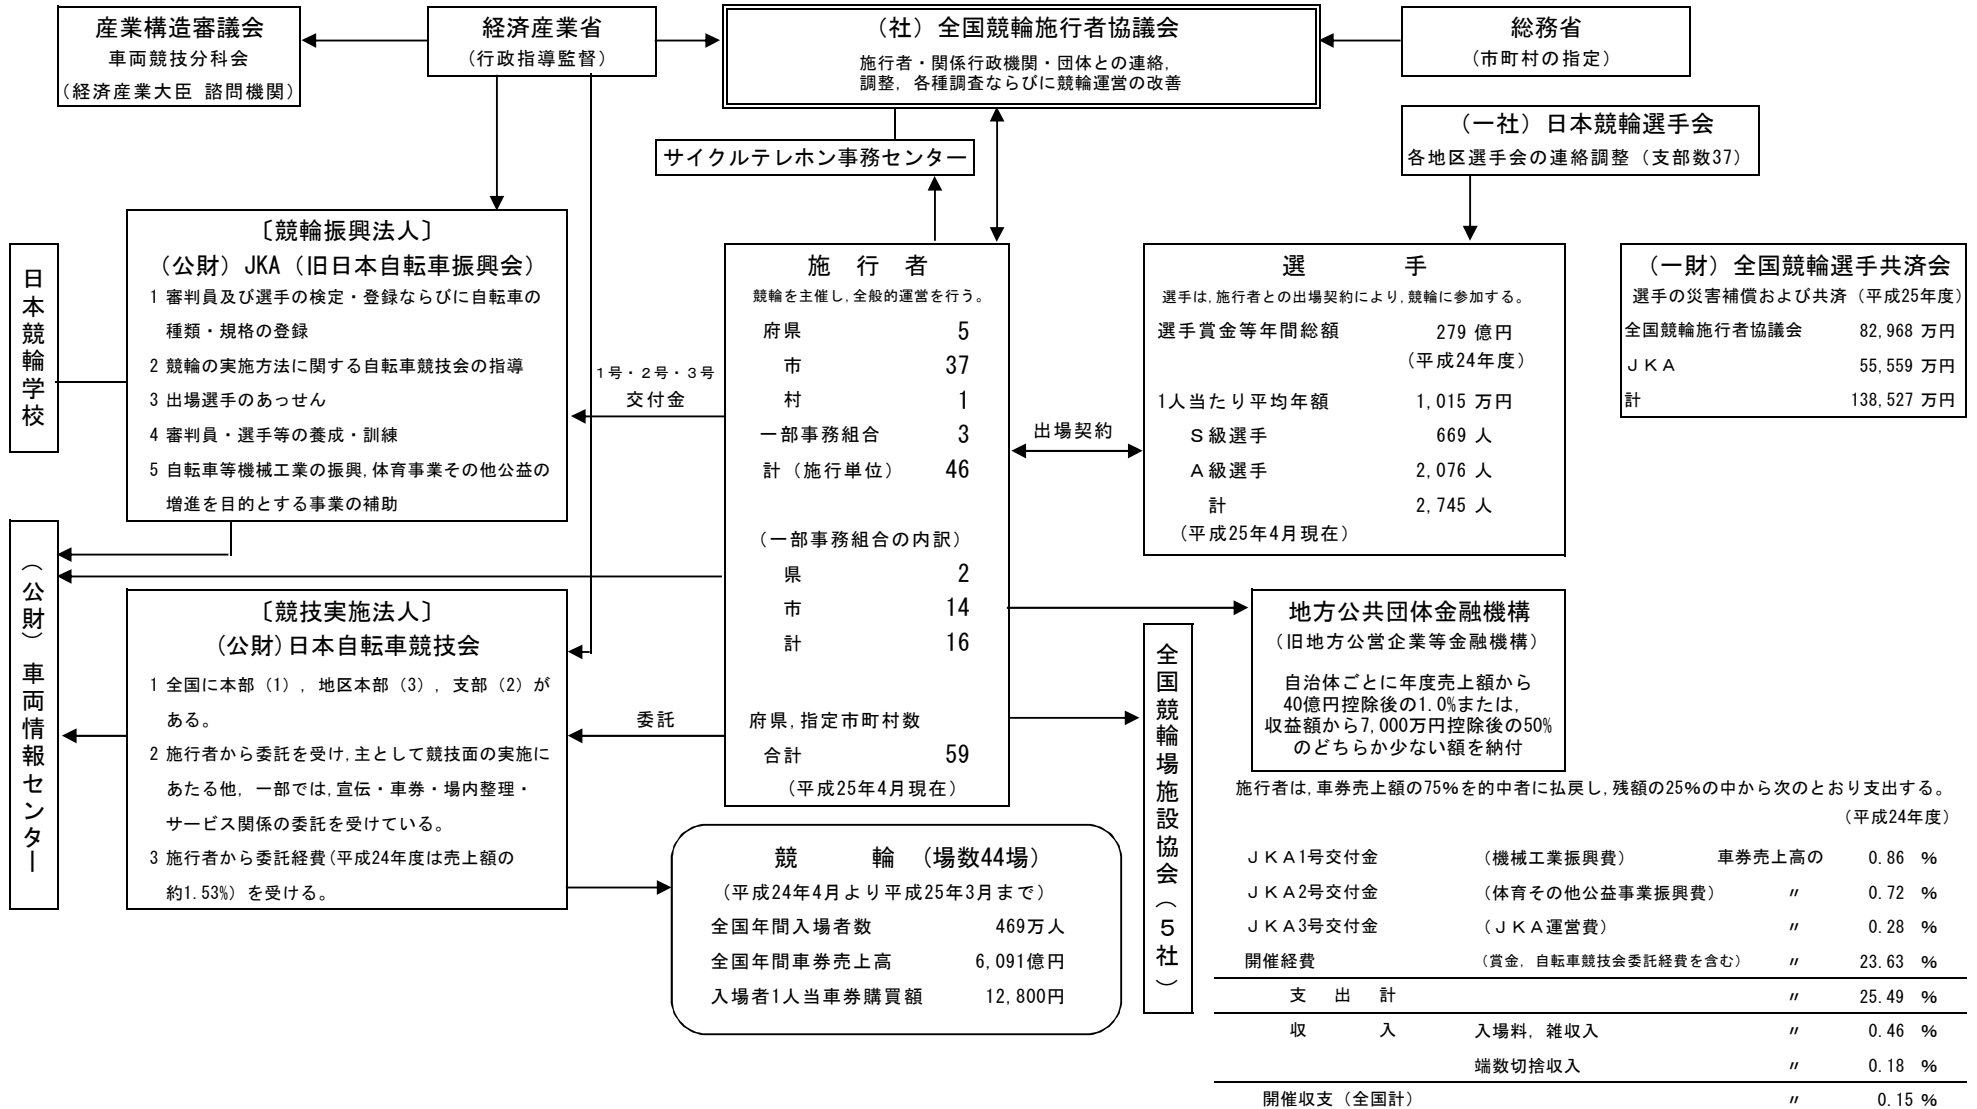 産業構造審議会
車両競技分科会
（経済産業大臣 諮問機関）
経済産業省
（行政指導監督）
（社）全国競輪施行者協議会
施行者・関係行政機関・団体との連絡，
調整，各種調査ならびに競輪運営の改善
総務省
（市町村の指定）
サイクルテレホン事務センター
（一社）日本競輪選手会
各地区選手会の連絡調整（支部数37）
日本競輪学校
〔競輪振興法人〕
（公財）JKA（旧日本自転車振興会）
1 審判員及び選手の検定・登録ならびに自転車の
種類・規格の登録
2 競輪の実施方法に関する自転車競技会の指導
3 出場選手のあっせん
4 審判員・選手等の養成・訓練
5 自転車等機械工業の振興，体育事業その他公益の
増進を目的とする事業の補助
1号・2号・3号
交付金
施 行 者
競輪を主催し，全般的運営を行う。
府県 5
市 37
村 1
一部事務組合 3
計（施行単位） 46
（一部事務組合の内訳）
県 2
市 14
計 16
府県，指定市町村数
合計 59
（平成25年4月現在）
出場契約
選 手
選手は，施行者との出場契約により，競輪に参加する。
選手賞金等年間総額 279 億円
（平成24年度）
1人当たり平均年額 1,015 万円
Ｓ級選手 669 人
Ａ級選手 2,076 人
計 2,745 人
（平成25年4月現在）
（一財）全国競輪選手共済会
選手の災害補償および共済（平成25年度）
全国競輪施行者協議会 82,968 万円
ＪＫＡ 55,559 万円
計 138,527 万円
（公財）車両情報センター
〔競技実施法人〕
（公財）日本自転車競技会
1 全国に本部（1），地区本部（3），支部（2）が
ある。
2 施行者から委託を受け，主として競技面の実施に
あたる他，一部では，宣伝・車券・場内整理・
サービス関係の委託を受けている。
3 施行者から委託経費（平成24年度は売上額の
約1.53%）を受ける。
委託
全国競輪場施設協会（5社）
地方公共団体金融機構
（旧地方公営企業等金融機構）
自治体ごとに年度売上額から
40億円控除後の1.0%または，
収益額から7,000万円控除後の50%
のどちらか少ない額を納付
競 輪 （場数44場）
（平成24年4月より平成25年3月まで）
全国年間入場者数 469万人
全国年間車券売上高 6,091億円
入場者1人当車券購買額 12,800円
施行者は，車券売上額の75%を的中者に払戻し，残額の25%の中から次のとおり支出する。
（平成24年度）
ＪＫＡ1号交付金 （機械工業振興費） 車券売上高の 0.86 %
ＪＫＡ2号交付金 （体育その他公益事業振興費） 〃 0.72 %
ＪＫＡ3号交付金 （ＪＫＡ運営費） 〃 0.28 %
開催経費 （賞金，自転車競技会委託経費を含む） 〃 23.63 %
支 出 計 〃 25.49 %
収 入 入場料，雑収入 〃 0.46 %
端数切捨収入 〃 0.18 %
開催収支（全国計） 〃 0.15 %